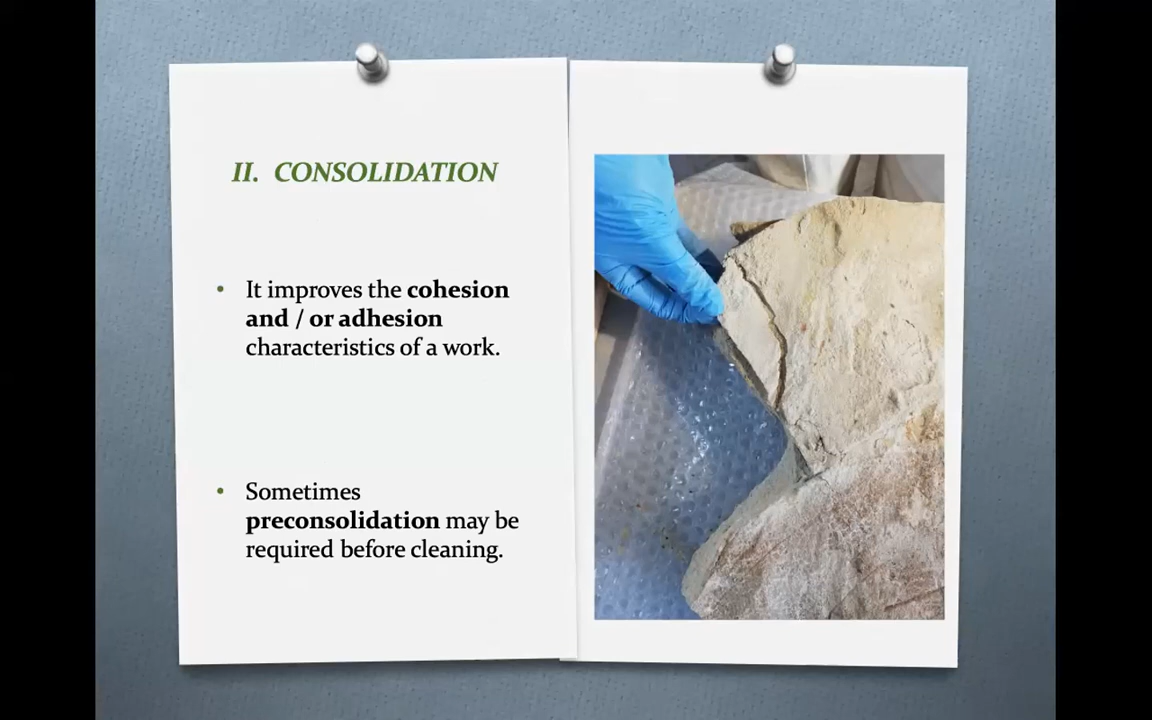 II. CONSOLIDATION
• It improves the cohesion
and / or adhesion
characteristics of a work.
• Sometimes
preconsolidation may be
required before cleaning.